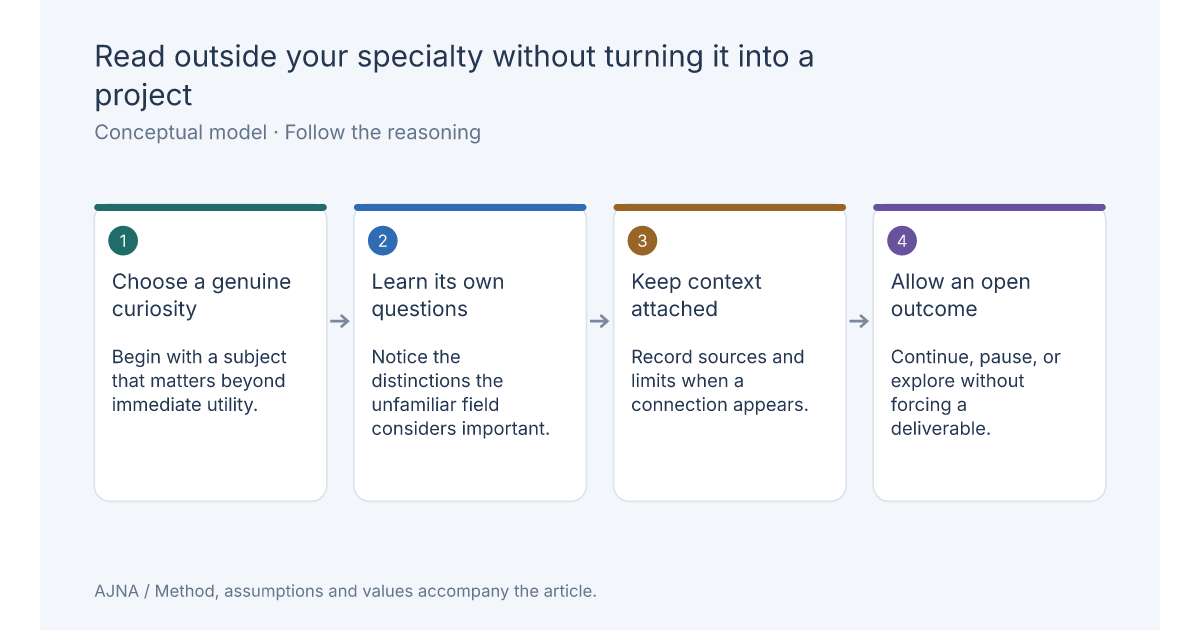 Read outside your specialty without turning it into a
project
Conceptual model · Follow the reasoning
1
Choose a genuine
curiosity
Begin with a subject
that matters beyond
immediate utility.
2
Learn its own
questions
Notice the
distinctions the
unfamiliar field
considers important.
3
Keep context
attached
Record sources and
limits when a
connection appears.
4
Allow an open
outcome
Continue, pause, or
explore without
forcing a
deliverable.
AJNA / Method, assumptions and values accompany the article.